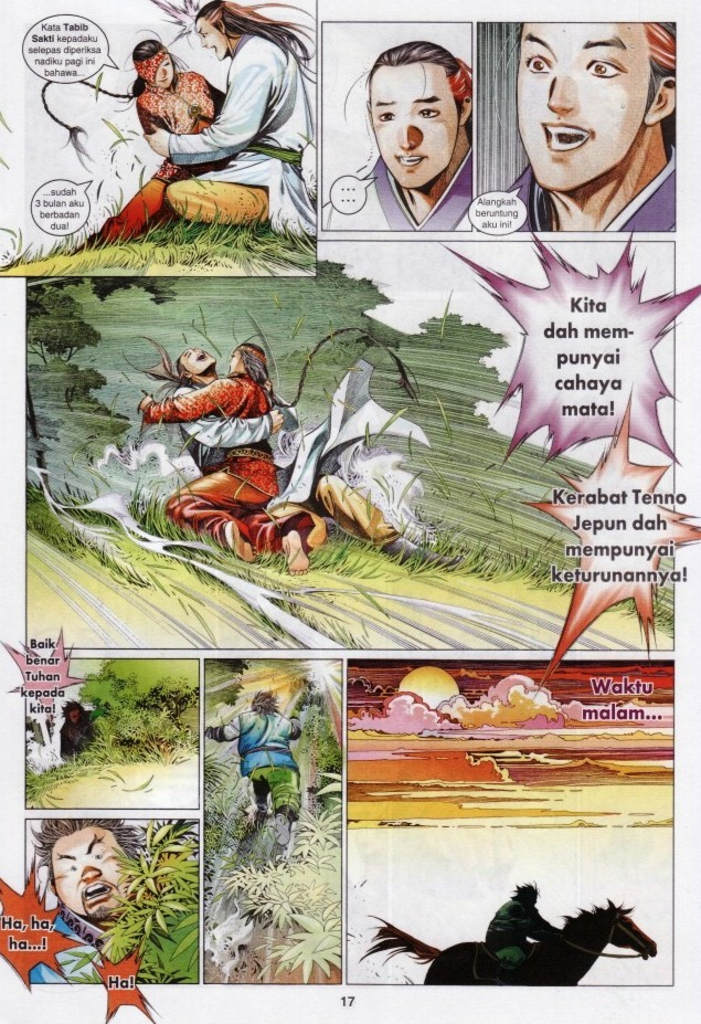 Kata Tabib
Sakti kepadaku
selepas diperiksa
nadiku pagi ini
bahawa...
...sudah
3 bulan aku
berbadan
dua!
...
...
Alangkah
beruntung
aku ini!
Kita
dah mem-
punyai
cahaya
mata!
Kerabat Tenno
Jepun dah
mempunyai
keturunannya!
Baik
benar
Tuhan
kepada
kita!
Waktu
malam...
Ha, ha,
ha...!
Ha!
17